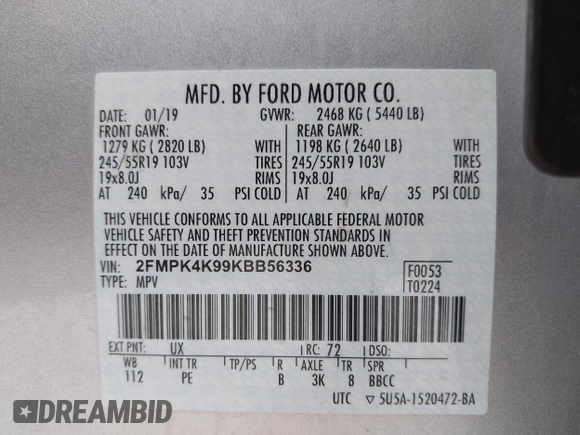 MFD. BY FORD MOTOR CO.
DATE: 01/19 GVWR: 2468 KG ( 5440 LB)
FRONT GAWR: REAR GAWR:
1279 KG ( 2820 LB) WITH 1198 KG ( 2640 LB) WITH
245/55R19 103V TIRES 245/55R19 103V TIRES
19x8.0J RIMS 19x8.0J RIMS
AT 240 kPa/ 35 PSI COLD AT 240 kPa/ 35 PSI COLD
THIS VEHICLE CONFORMS TO ALL APPLICABLE FEDERAL MOTOR
VEHICLE SAFETY AND THEFT PREVENTION STANDARDS IN
EFFECT ON THE DATE OF MANUFACTURE SHOWN ABOVE.
VIN: 2FMPK4K99KBB56336 F0053
TYPE: MPV T0224
EXT PNT: UX RC: 72 DSO:
WB INT TR TP/PS R AXLE TR SPR
112 PE B 3K 8 BBCC
UTC ▽ 5U5A-1520472-BA
DREAMBID